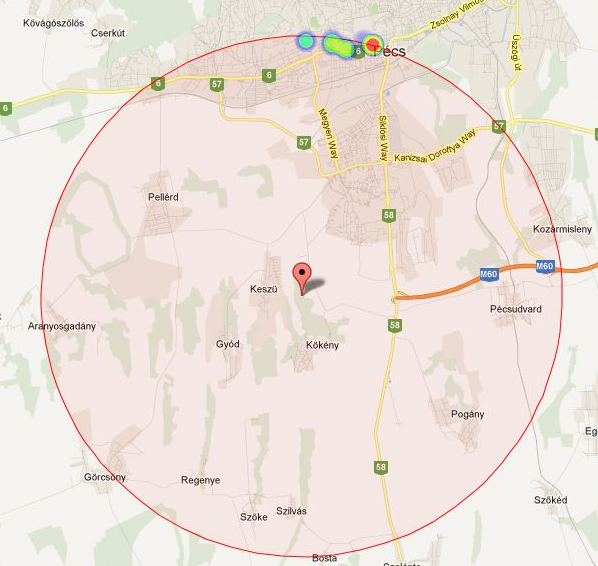 Kővágószőlős
Cserkút
Zsolnay Vilmos
Pécs
Üszögi út
6
6
6
6
57
57
57
Megyeri Way
Siklósi Way
Kanizsai Dorottya Way
Pellérd
58
Kozármisleny
M60
M60
Keszü
Pécsudvard
Aranyosgadány
58
Gyód
Kökény
Pogány
58
Görcsöny
Regenye
Szőkéd
Szőke
Szilvás
Bosta